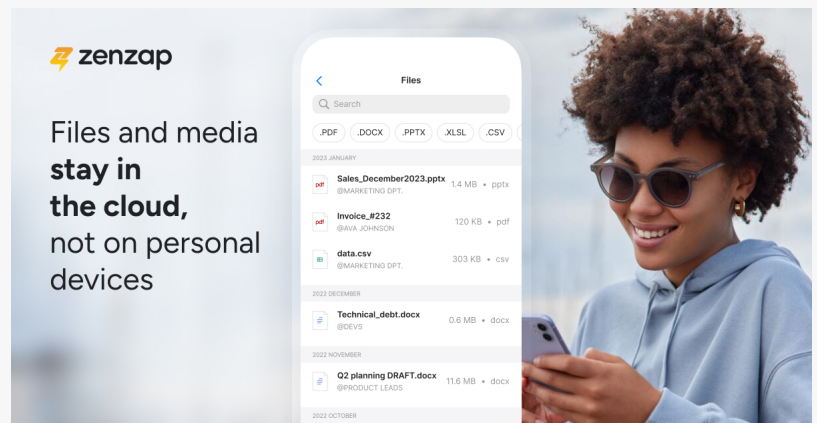 zenzap
Files and media
stay in
the cloud,
not on personal
devices
Files
Search
.PDF .DOCX .PPTX .XLSL .CSV
2023 JANUARY
pdf Sales_December2023.pptx 1.4 MB • pptx
@MARKETING DPT.
pdf Invoice_#232 120 KB • pdf
@AVA JOHNSON
data.csv 303 KB • csv
@MARKETING DPT.
2022 DECEMBER
Technical_debt.docx 0.6 MB • docx
@DEVS
2022 NOVEMBER
Q2 planning DRAFT.docx 11.6 MB • docx
@PRODUCT LEADS
2022 OCTOBER